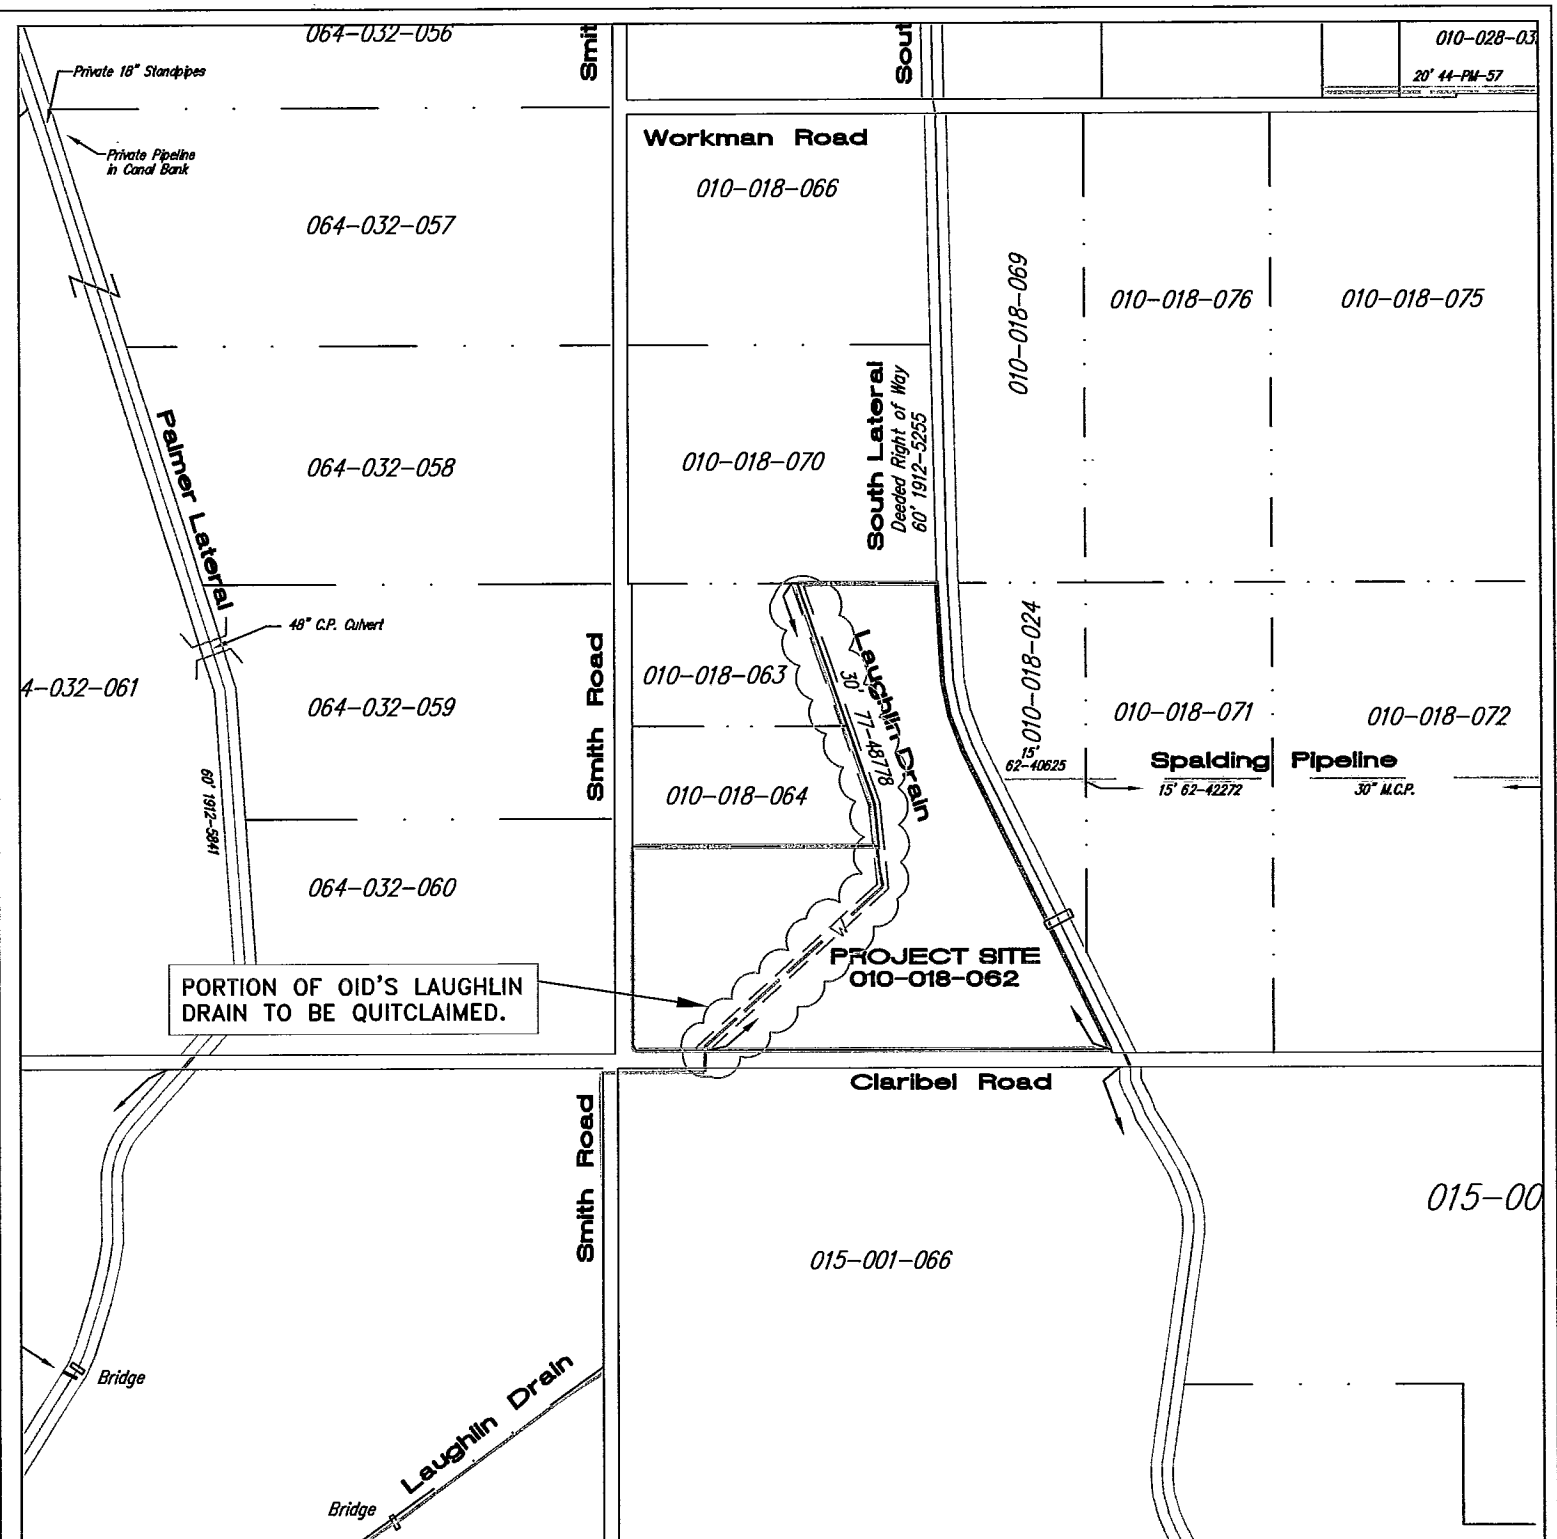 064-032-056
Smit
Sout
010-028-03
20' 44-PM-57
Private 18" Standpipes
Private Pipeline
in Canal Bank
Workman Road
010-018-066
064-032-057
010-018-069
010-018-076
010-018-075
Palmer Lateral
064-032-058
010-018-070
South Lateral
Deeded Right of Way
60' 1912-5255
48" C.P. Culvert
4-032-061
064-032-059
Smith Road
010-018-063
Laughlin Drain
30' 77-48778
010-018-024
010-018-071
010-018-072
15'
62-40625
Spalding Pipeline
15' 62-42272
30" M.C.P.
60' 1912-5841
010-018-064
064-032-060
PROJECT SITE
010-018-062
PORTION OF OID'S LAUGHLIN
DRAIN TO BE QUITCLAIMED.
Claribel Road
Smith Road
015-00
015-001-066
Bridge
Laughlin Drain
Bridge